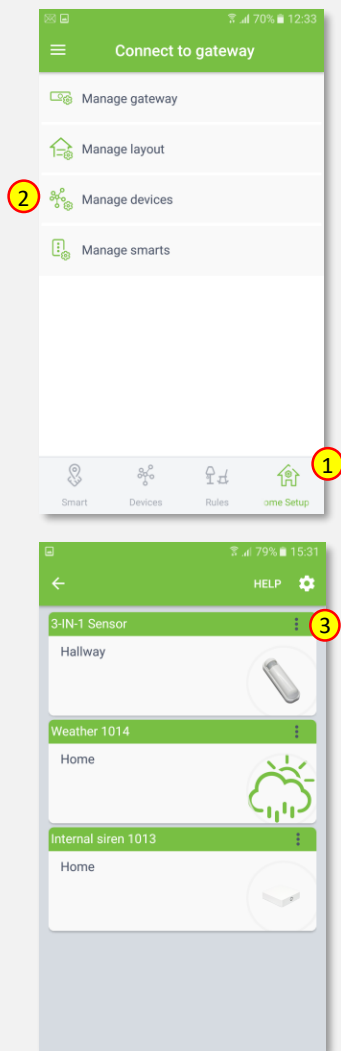 70% 12:33
Connect to gateway
Manage gateway
Manage layout
2
Manage devices
Manage smarts
1
Smart Devices Rules ome Setup
79% 15:31
HELP
3-IN-1 Sensor
3
Hallway
Weather 1014
Home
Internal siren 1013
Home